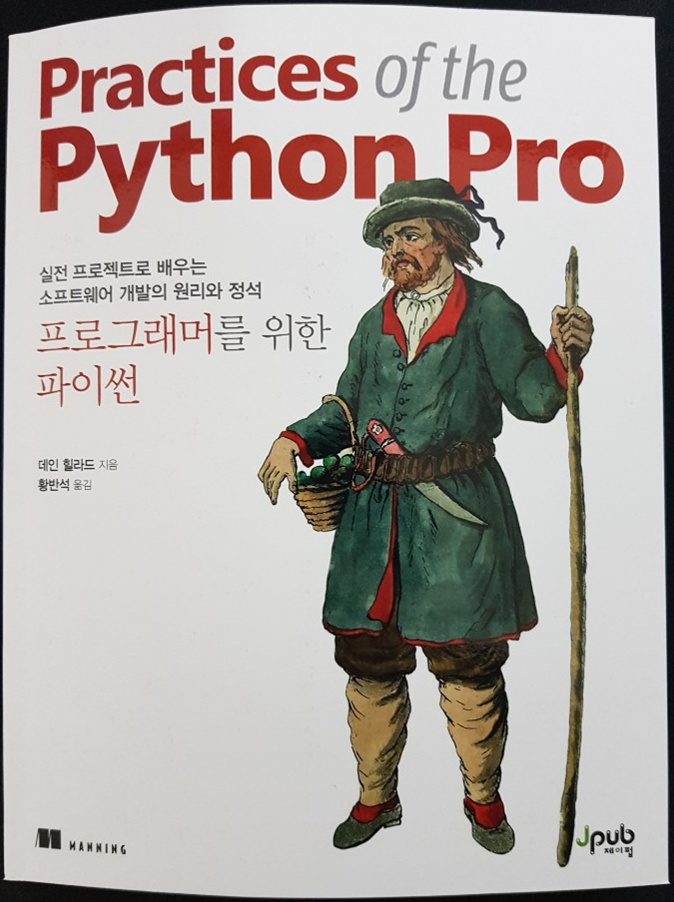 Practices of the
Python Pro
실전 프로젝트로 배우는
소프트웨어 개발의 원리와 정석
프로그래머를 위한
파이썬
데인 힐라드 지음
황반석 옮김
MANNING
Jpub
제이펍